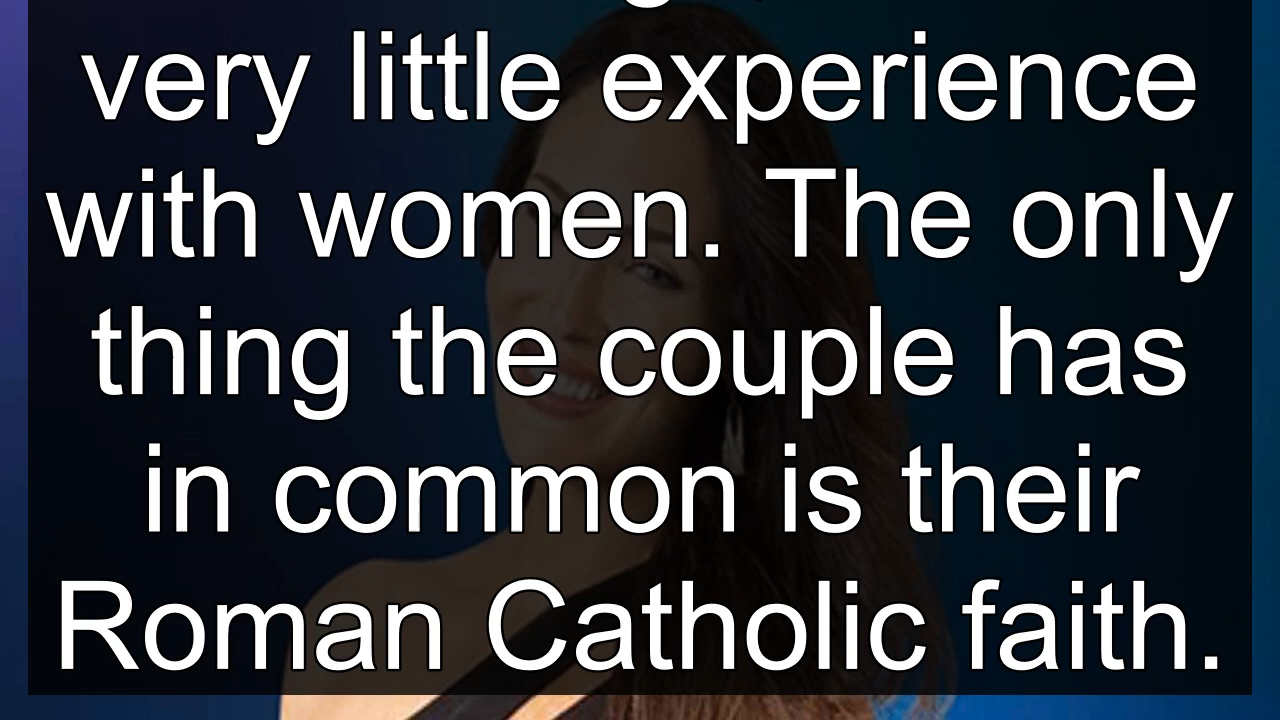 very little experience
with women. The only
thing the couple has
in common is their
Roman Catholic faith.